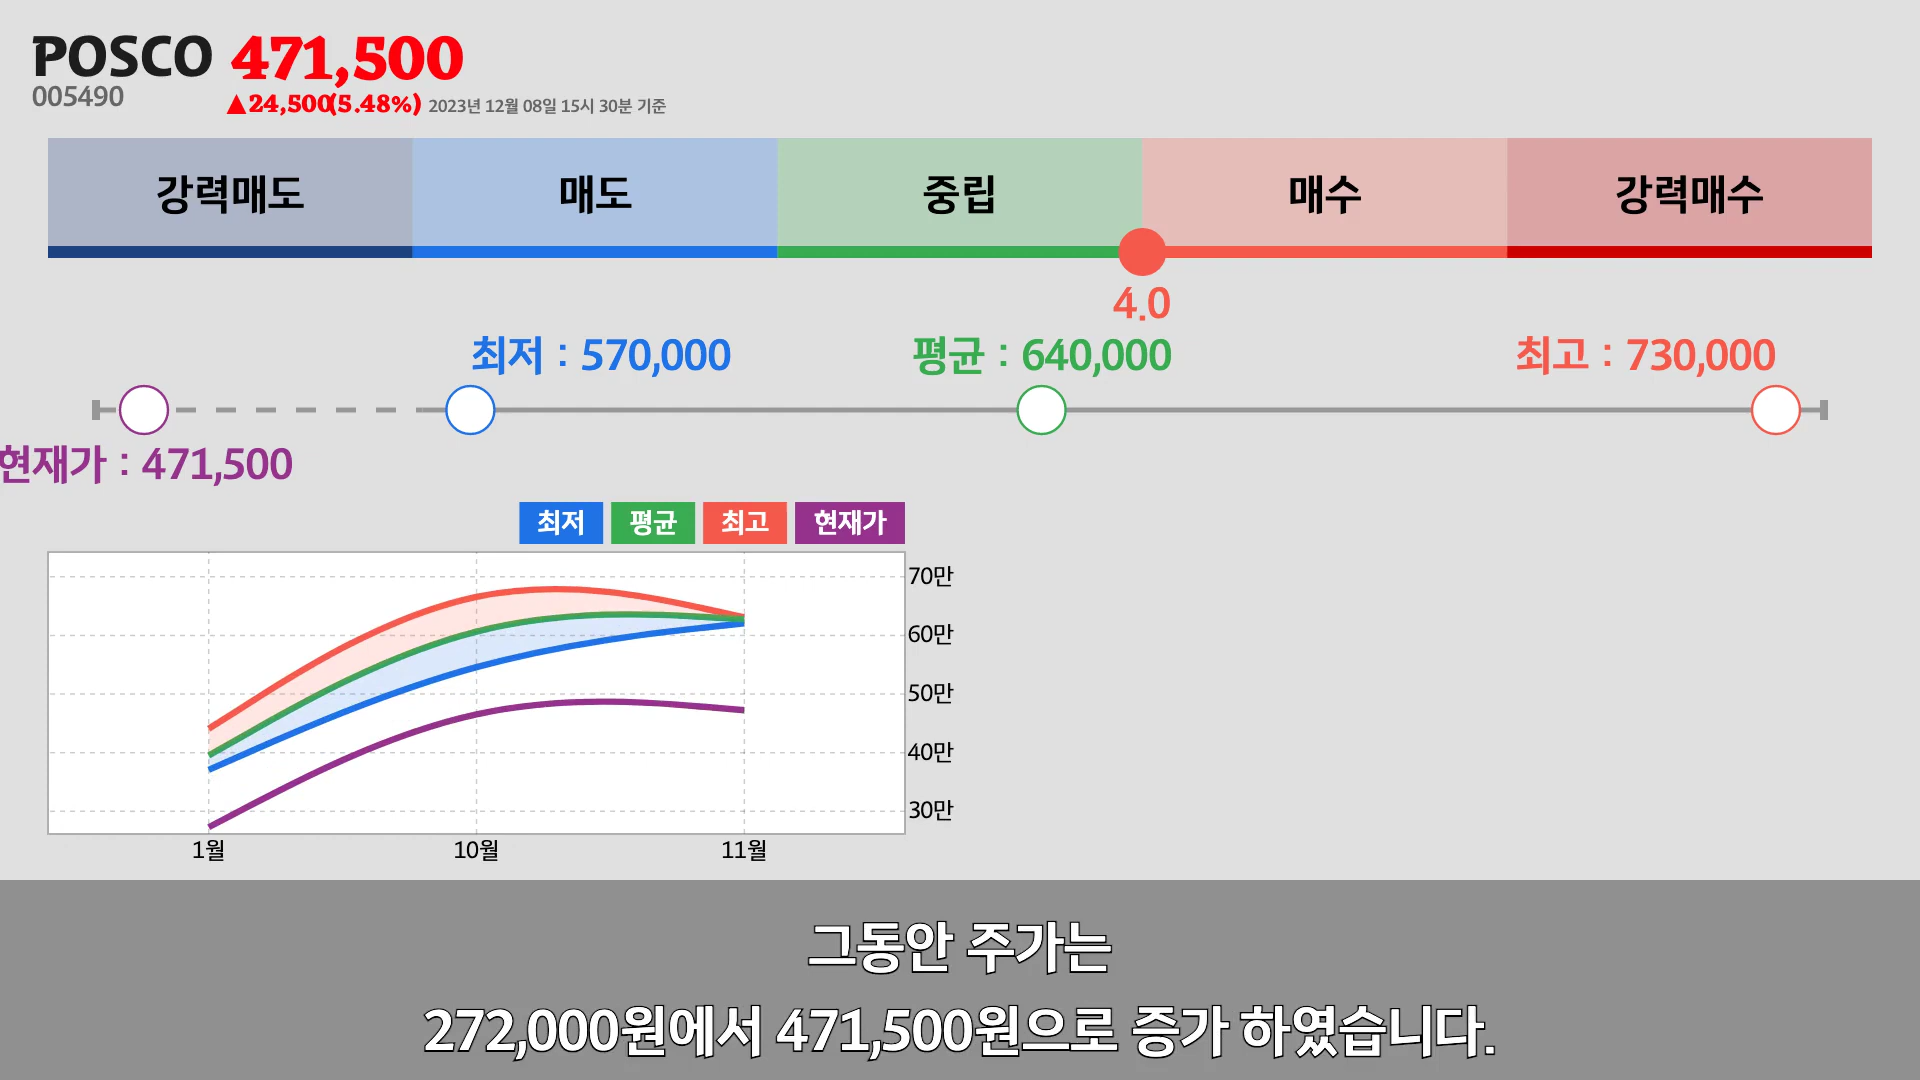 POSCO 471,500
005490
▲24,500(5.48%) 2023년 12월 08일 15시 30분 기준
강력매도 매도 중립 매수 강력매수
4.0
최저 : 570,000 평균 : 640,000 최고 : 730,000
현재가 : 471,500
최저 평균 최고 현재가
70만
60만
50만
40만
30만
1월 10월 11월
그동안 주가는
272,000원에서 471,500원으로 증가 하였습니다.